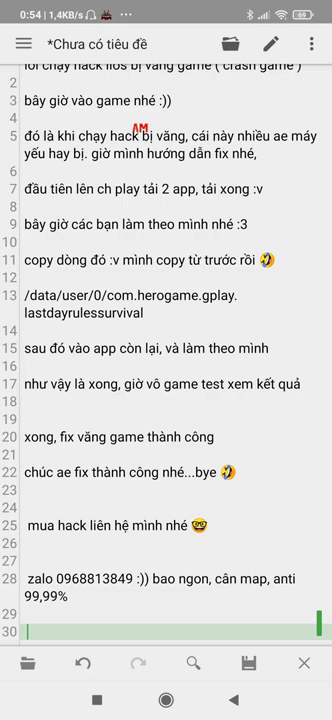 0:54 | 1,4KB/s
69
*Chưa có tiêu đề
lỗi chạy hack lios bị văng game ( crash game )
2
3 bây giờ vào game nhé :))
4
AM
5 đó là khi chạy hack bị văng, cái này nhiều ae máy
yếu hay bị. giờ mình hướng dẫn fix nhé,
6
7 đầu tiên lên ch play tải 2 app, tải xong :v
8
9 bây giờ các bạn làm theo mình nhé :3
10
11 copy dòng đó :v mình copy từ trước rồi 🤣
12
13 /data/user/0/com.herogame.gplay.
lastdayrulessurvival
14
15 sau đó vào app còn lại, và làm theo mình
16
17 như vậy là xong, giờ vô game test xem kết quả
18
19
20 xong, fix văng game thành công
21
22 chúc ae fix thành công nhé...bye 🤣
23
24
25 mua hack liên hệ mình nhé 🤓
26
27
28 zalo 0968813849 :)) bao ngon, cân map, anti
99,99%
29
30